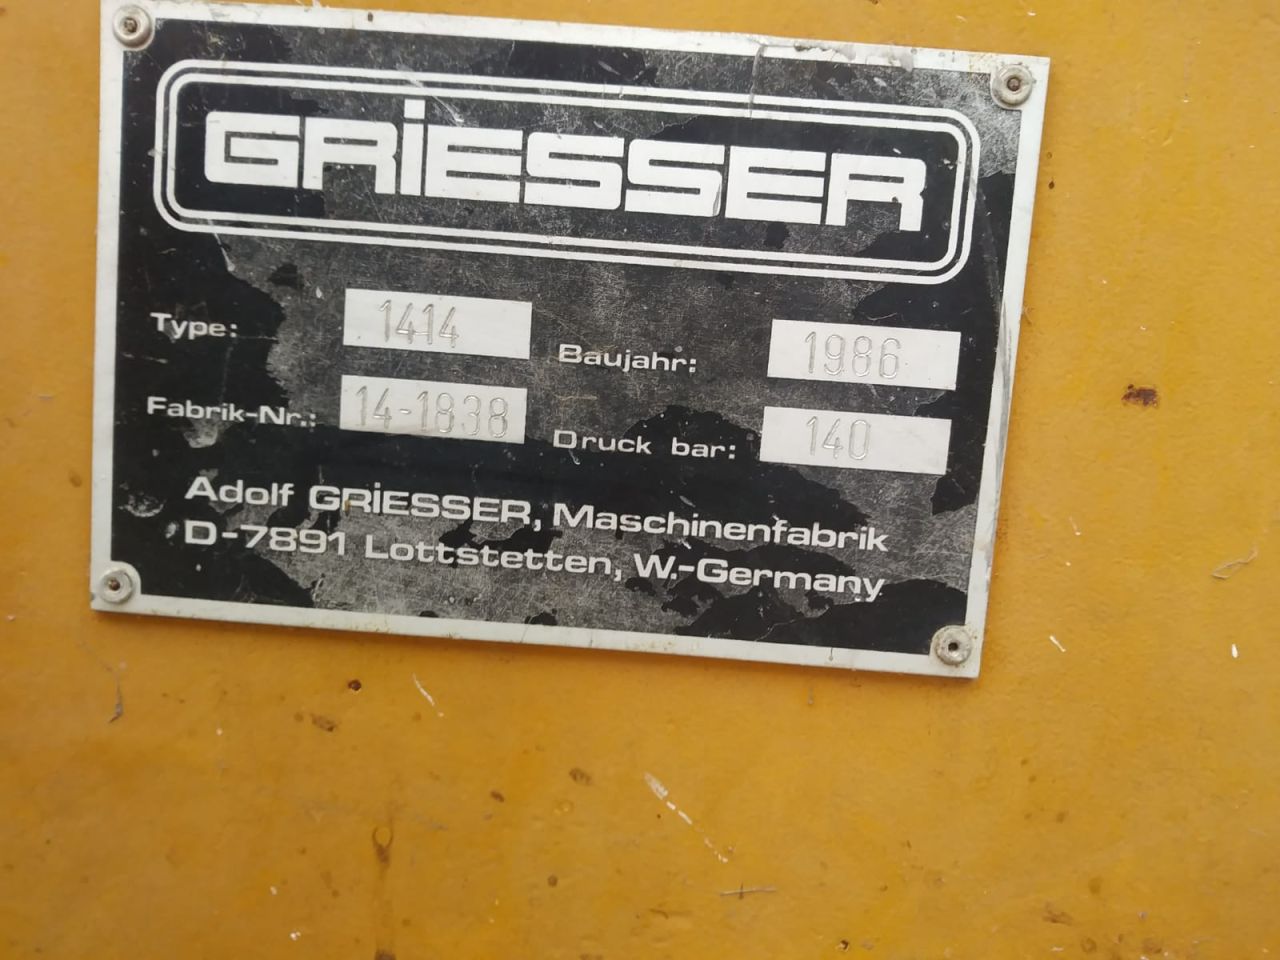 GRiESSER
Type: 1414
Baujahr: 1986
Fabrik-Nr.: 14-1838
Druck bar: 140
Adolf GRiESSER, Maschinenfabrik
D-7891 Lottstetten, W.-Germany